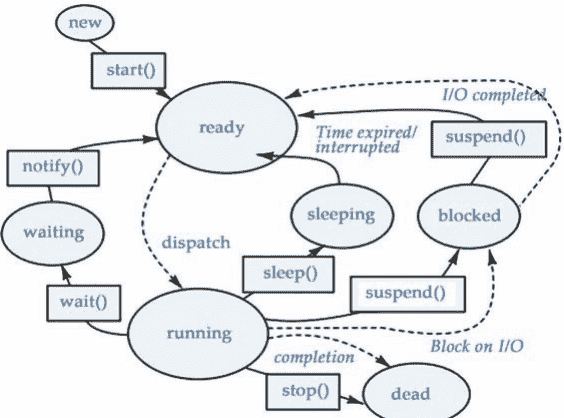 new
start()
I/O completed
ready
Time expired/
interrupted
suspend()
notify()
sleeping
blocked
waiting
dispatch
sleep()
suspend()
wait()
running
Block on I/O
completion
stop()
dead